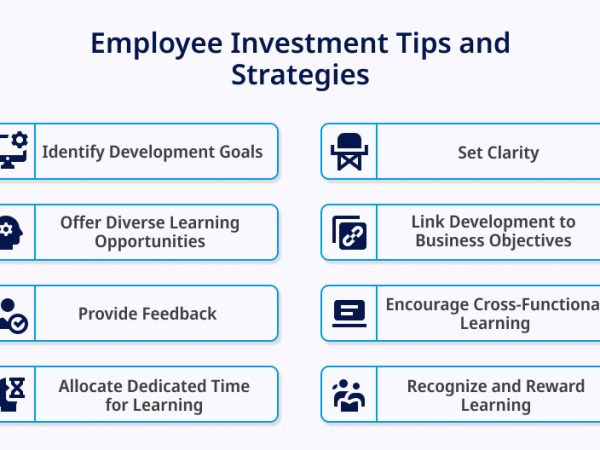 Employee Investment Tips and
Strategies
Identify Development Goals
Set Clarity
Offer Diverse Learning
Opportunities
Link Development to
Business Objectives
Provide Feedback
Encourage Cross-Functiona
Learning
Allocate Dedicated Time
for Learning
Recognize and Reward
Learning